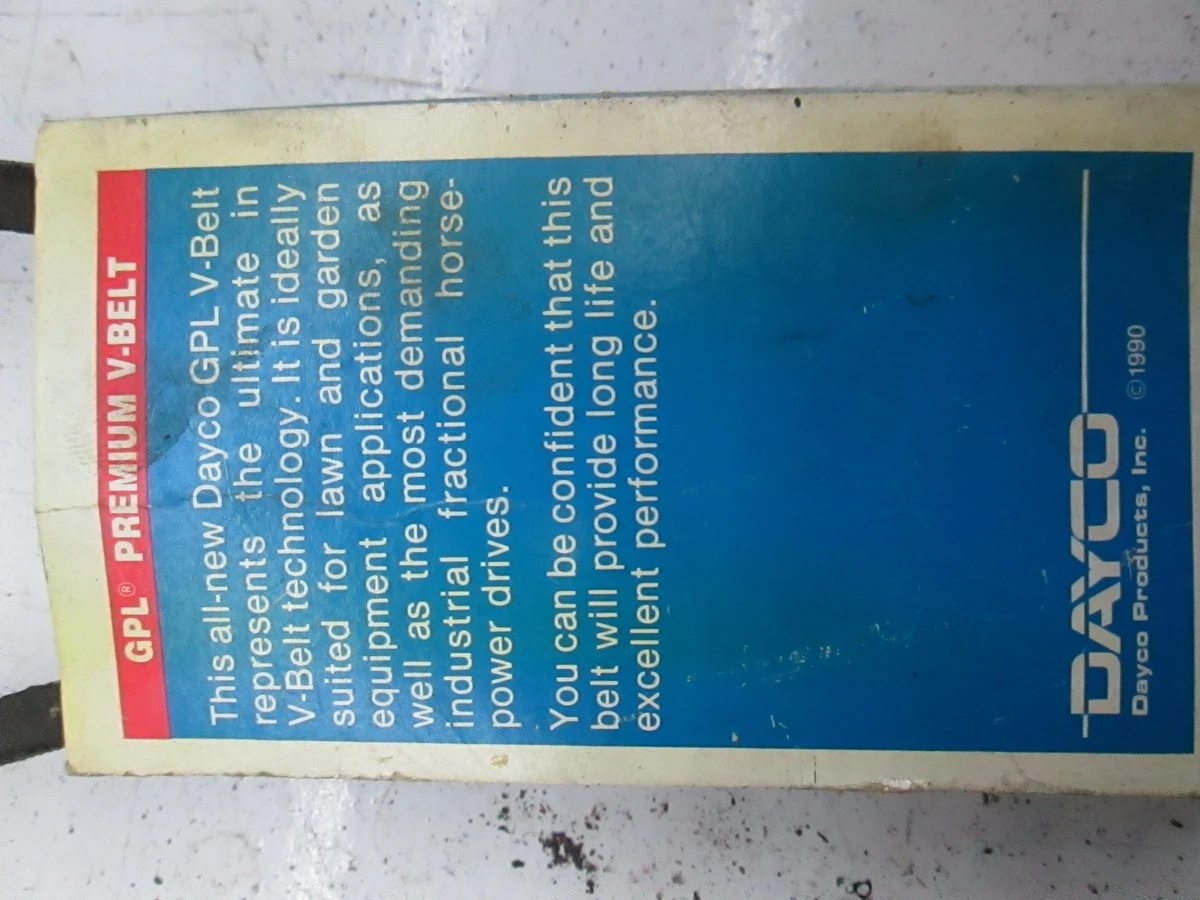 GPL® PREMIUM V-BELT
This all-new Dayco GPL V-Belt
represents the ultimate in
V-Belt technology. It is ideally
suited for lawn and garden
equipment applications, as
well as the most demanding
industrial fractional horse-
power drives.
You can be confident that this
belt will provide long life and
excellent performance.
DAYCO
Dayco Products, Inc. ©1990